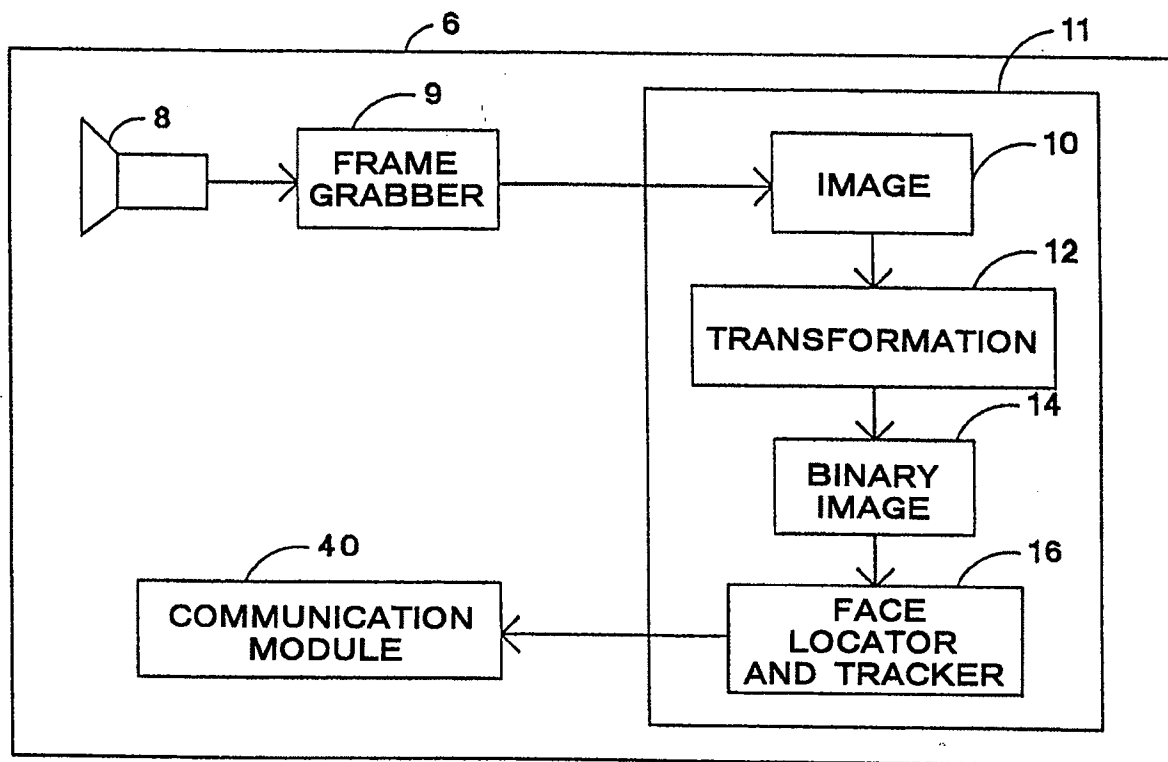 6
11
8
9
FRAME
GRABBER
10
IMAGE
12
TRANSFORMATION
14
BINARY
IMAGE
40
COMMUNICATION
MODULE
16
FACE
LOCATOR
AND TRACKER